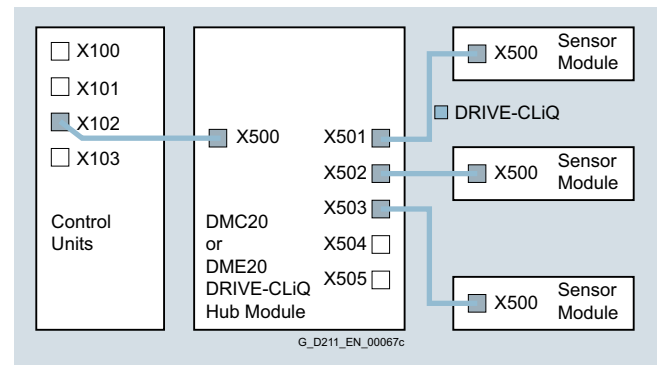 X100
X101
X102
X103
Control
Units
X500
X501
X502
X503
X504
X505
DMC20
or
DME20
DRIVE-CLiQ
Hub Module
X500
Sensor
Module
DRIVE-CLiQ
X500
Sensor
Module
X500
Sensor
Module
G_D211_EN_00067c